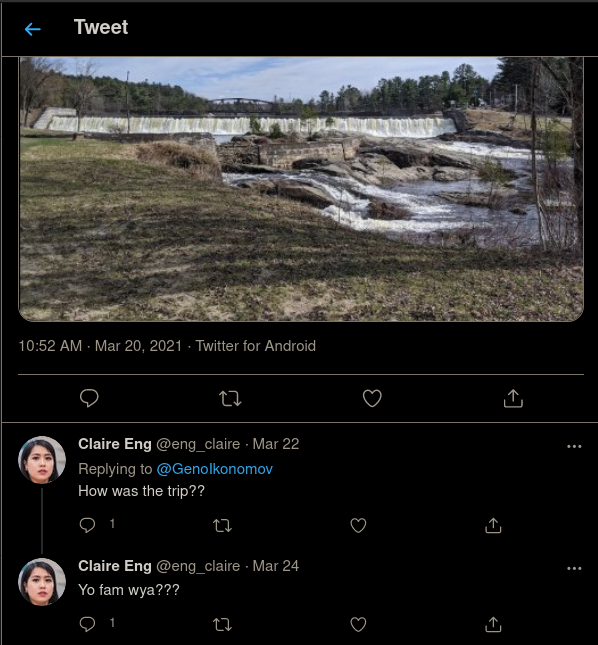 Tweet
10:52 AM · Mar 20, 2021 · Twitter for Android
Claire Eng @eng_claire · Mar 22
Replying to @GenoIkonomov
How was the trip??
1
Claire Eng @eng_claire · Mar 24
Yo fam wya???
1